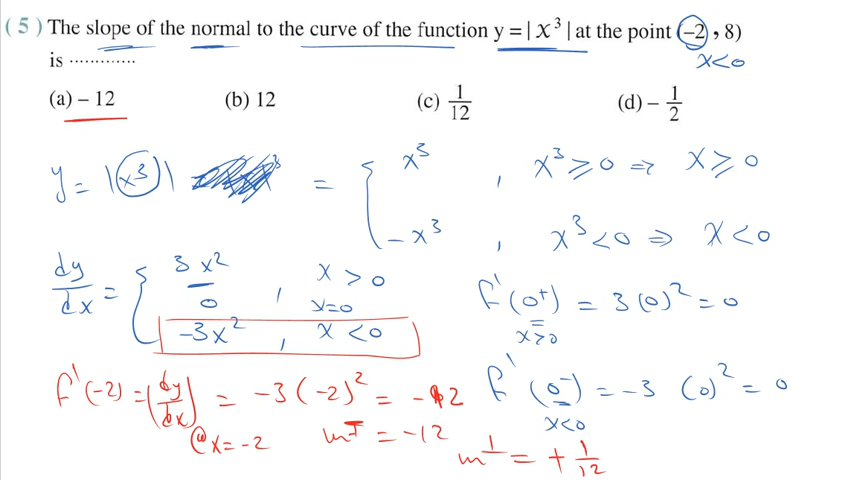 (5) The slope of the normal to the curve of the function y = | x³ | at the point (–2 , 8)
is ·············
x<0
(a) – 12 (b) 12 (c) 1/12 (d) – 1/2
y = |x³| = { x³ , x³ ≥ 0 ⇒ x ≥ 0
– x³ , x³ < 0 ⇒ x < 0
dy/dx = { 3x² , x > 0
0 x=0
–3x² , x < 0
f'(0⁺) = 3(0)² = 0
x>0
f'(–2) = (dy/dx) = –3(–2)² = –12
@x=–2
f'(0⁻) = –3 (0)² = 0
x<0
m = –12
m⊥ = + 1/12